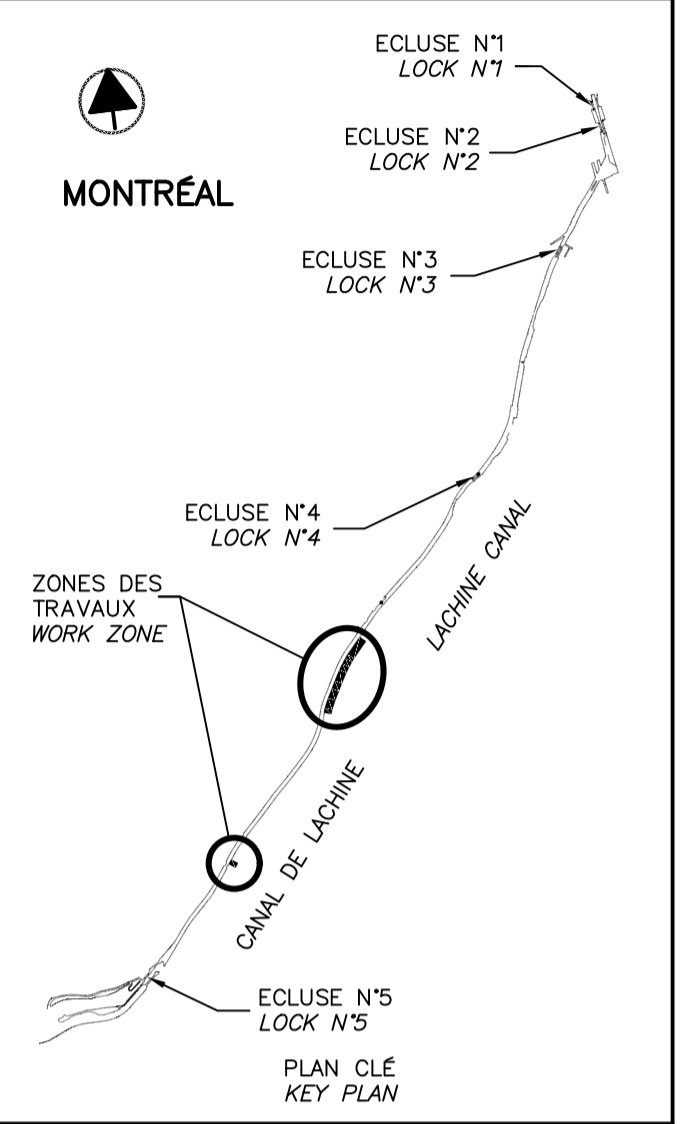 ECLUSE N°1
LOCK N°1
ECLUSE N°2
LOCK N°2
MONTRÉAL
ECLUSE N°3
LOCK N°3
ECLUSE N°4
LOCK N°4
LACHINE CANAL
ZONES DES
TRAVAUX
WORK ZONE
CANAL DE LACHINE
ECLUSE N°5
LOCK N°5
PLAN CLÉ
KEY PLAN